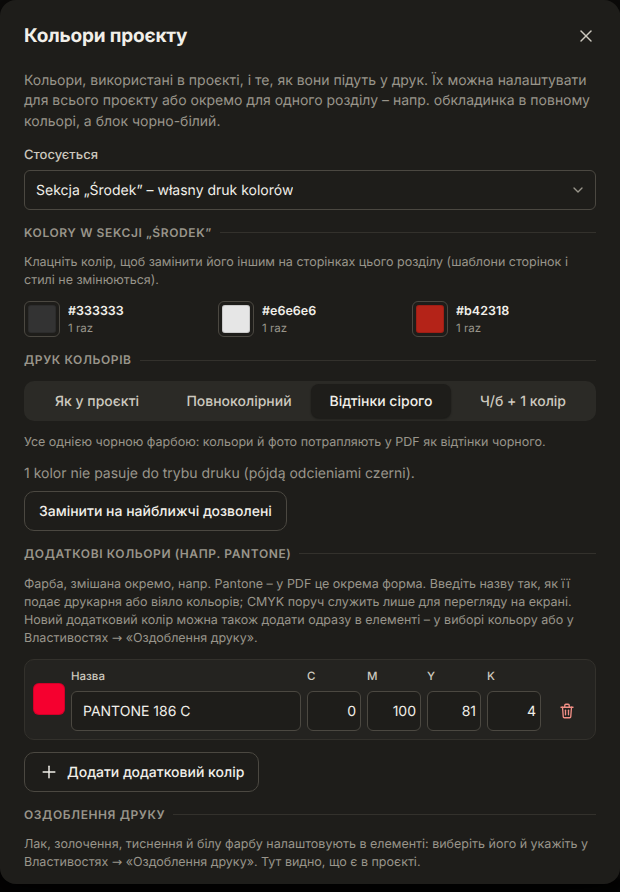 Кольори проєкту
Кольори, використані в проєкті, і те, як вони підуть у друк. Їх можна налаштувати
для всього проєкту або окремо для одного розділу – напр. обкладинка в повному
кольорі, а блок чорно-білий.
Стосується
Секція „Środek” – власний друк кольорів
KOLORY W SEKCJI „ŚRODEK”
Клацніть колір, щоб замінити його іншим на сторінках цього розділу (шаблони сторінок і
стилі не змінюються).
#333333 #e6e6e6 #b42318
1 raz 1 raz 1 raz
ДРУК КОЛЬОРІВ
Як у проєкті Повноколірний Відтінки сірого Ч/б + 1 колір
Усе однією чорною фарбою: кольори й фото потрапляють у PDF як відтінки чорного.
1 kolor nie pasuje do trybu druku (pójdą odcieniami czerni).
Замінити на найближчі дозволені
ДОДАТКОВІ КОЛЬОРИ (НАПР. PANTONE)
Фарба, змішана окремо, напр. Pantone – у PDF це окрема форма. Введіть назву так, як її
подає друкарня або віяло кольорів; CMYK поруч служить лише для перегляду на екрані.
Новий додатковий колір можна також додати одразу в елементі – у виборі кольору або у
Властивостях → «Оздоблення друку».
Назва C M Y K
PANTONE 186 C 0 100 81 4
Додати додатковий колір
ОЗДОБЛЕННЯ ДРУКУ
Лак, золочення, тиснення й білу фарбу налаштовують в елементі: виберіть його й укажіть у
Властивостях → «Оздоблення друку». Тут видно, що є в проєкті.